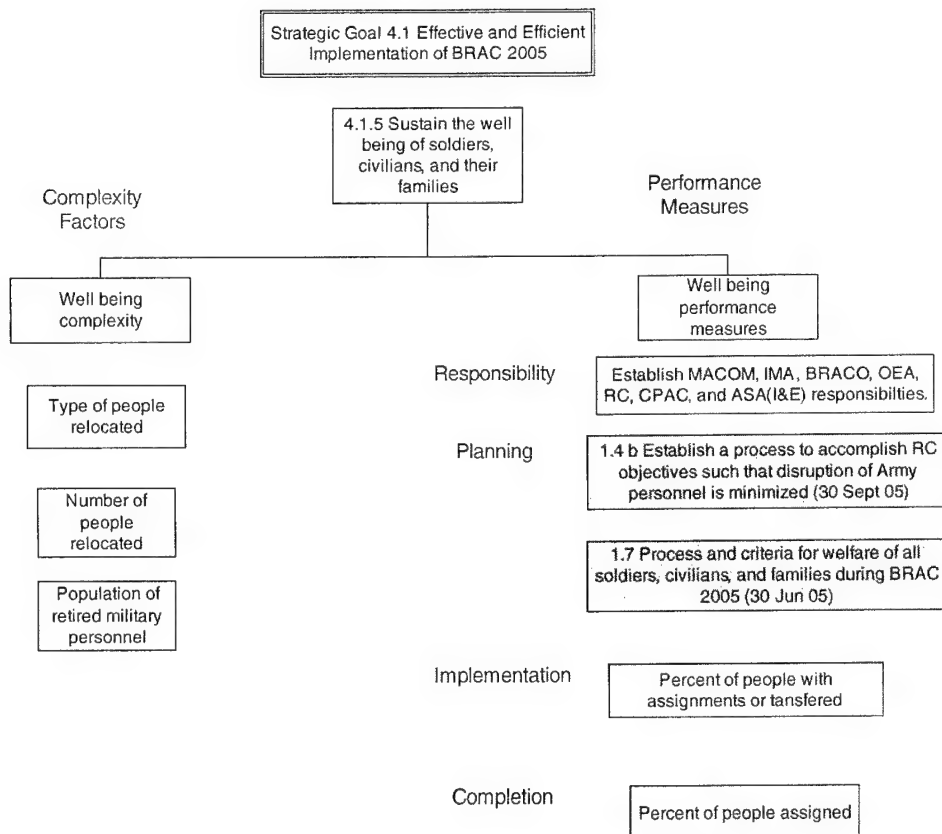 Strategic Goal 4.1 Effective and Efficient
Implementation of BRAC 2005
4.1.5 Sustain the well
being of soldiers,
civilians, and their
families
Complexity
Factors
Performance
Measures
Well being
complexity
Well being
performance
measures
Type of people
relocated
Number of
people
relocated
Population of
retired military
personnel
Responsibility
Establish MACOM, IMA, BRACO, OEA,
RC, CPAC, and ASA(I&E) responsibilties.
Planning
1.4 b Establish a process to accomplish RC
objectives such that disruption of Army
personnel is minimized (30 Sept 05)
1.7 Process and criteria for welfare of all
soldiers, civilians, and families during BRAC
2005 (30 Jun 05)
Implementation
Percent of people with
assignments or tansfered
Completion
Percent of people assigned